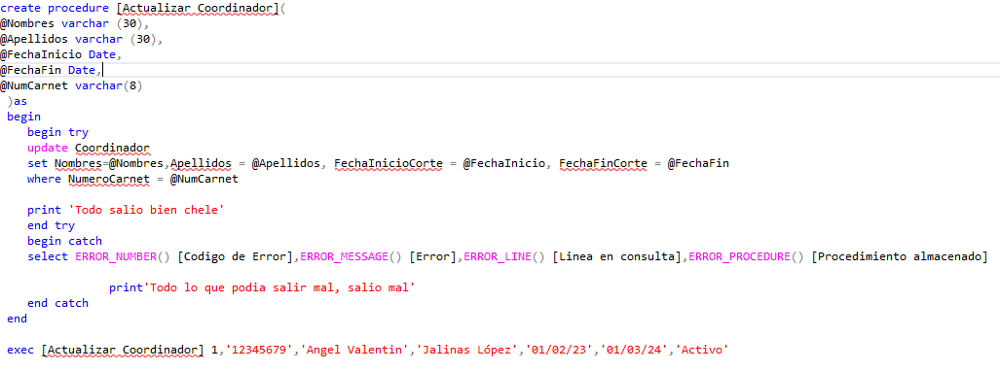 create procedure [Actualizar Coordinador](
@Nombres varchar (30),
@Apellidos varchar (30),
@FechaInicio Date,
@FechaFin Date,
@NumCarnet varchar(8)
)as
begin
begin try
update Coordinador
set Nombres=@Nombres,Apellidos = @Apellidos, FechaInicioCorte = @FechaInicio, FechaFinCorte = @FechaFin
where NumeroCarnet = @NumCarnet
print 'Todo salio bien chele'
end try
begin catch
select ERROR_NUMBER() [Codigo de Error],ERROR_MESSAGE() [Error],ERROR_LINE() [Linea en consulta],ERROR_PROCEDURE() [Procedimiento almacenado]
print'Todo lo que podia salir mal, salio mal'
end catch
end
exec [Actualizar Coordinador] 1,'12345679','Angel Valentin','Jalinas López','01/02/23','01/03/24','Activo'